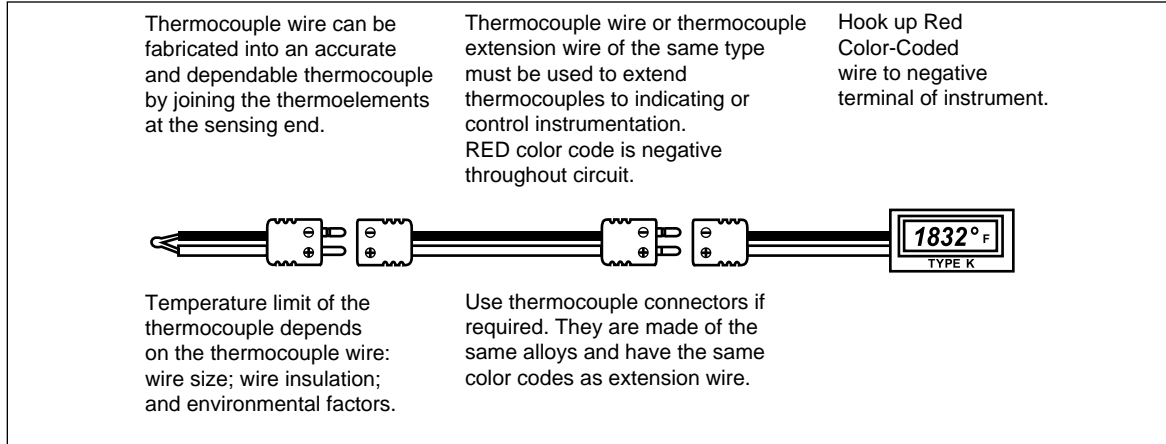 Thermocouple wire can be
fabricated into an accurate
and dependable thermocouple
by joining the thermoelements
at the sensing end.
Thermocouple wire or thermocouple
extension wire of the same type
must be used to extend
thermocouples to indicating or
control instrumentation.
RED color code is negative
throughout circuit.
Hook up Red
Color-Coded
wire to negative
terminal of instrument.
⊖ ⊖ ⊖ ⊖
⊕ ⊕ ⊕ ⊕
1832° F
TYPE K
Temperature limit of the
thermocouple depends
on the thermocouple wire:
wire size; wire insulation;
and environmental factors.
Use thermocouple connectors if
required. They are made of the
same alloys and have the same
color codes as extension wire.